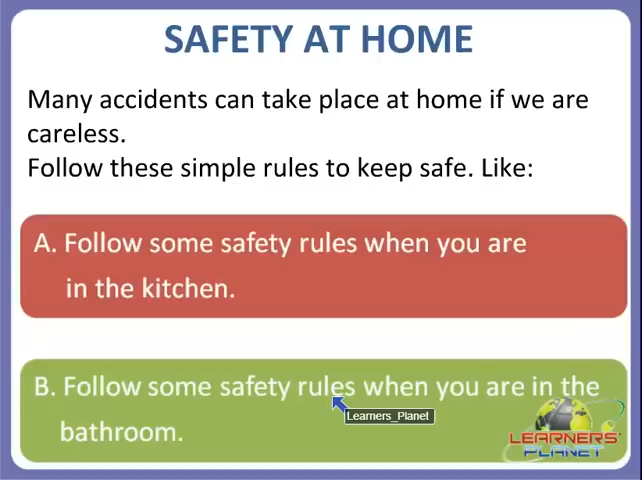 SAFETY AT HOME
Many accidents can take place at home if we are
careless.
Follow these simple rules to keep safe. Like:
A. Follow some safety rules when you are
in the kitchen.
B. Follow some safety rules when you are in the
bathroom.
Learners_Planet
LEARNERS'
PLANET